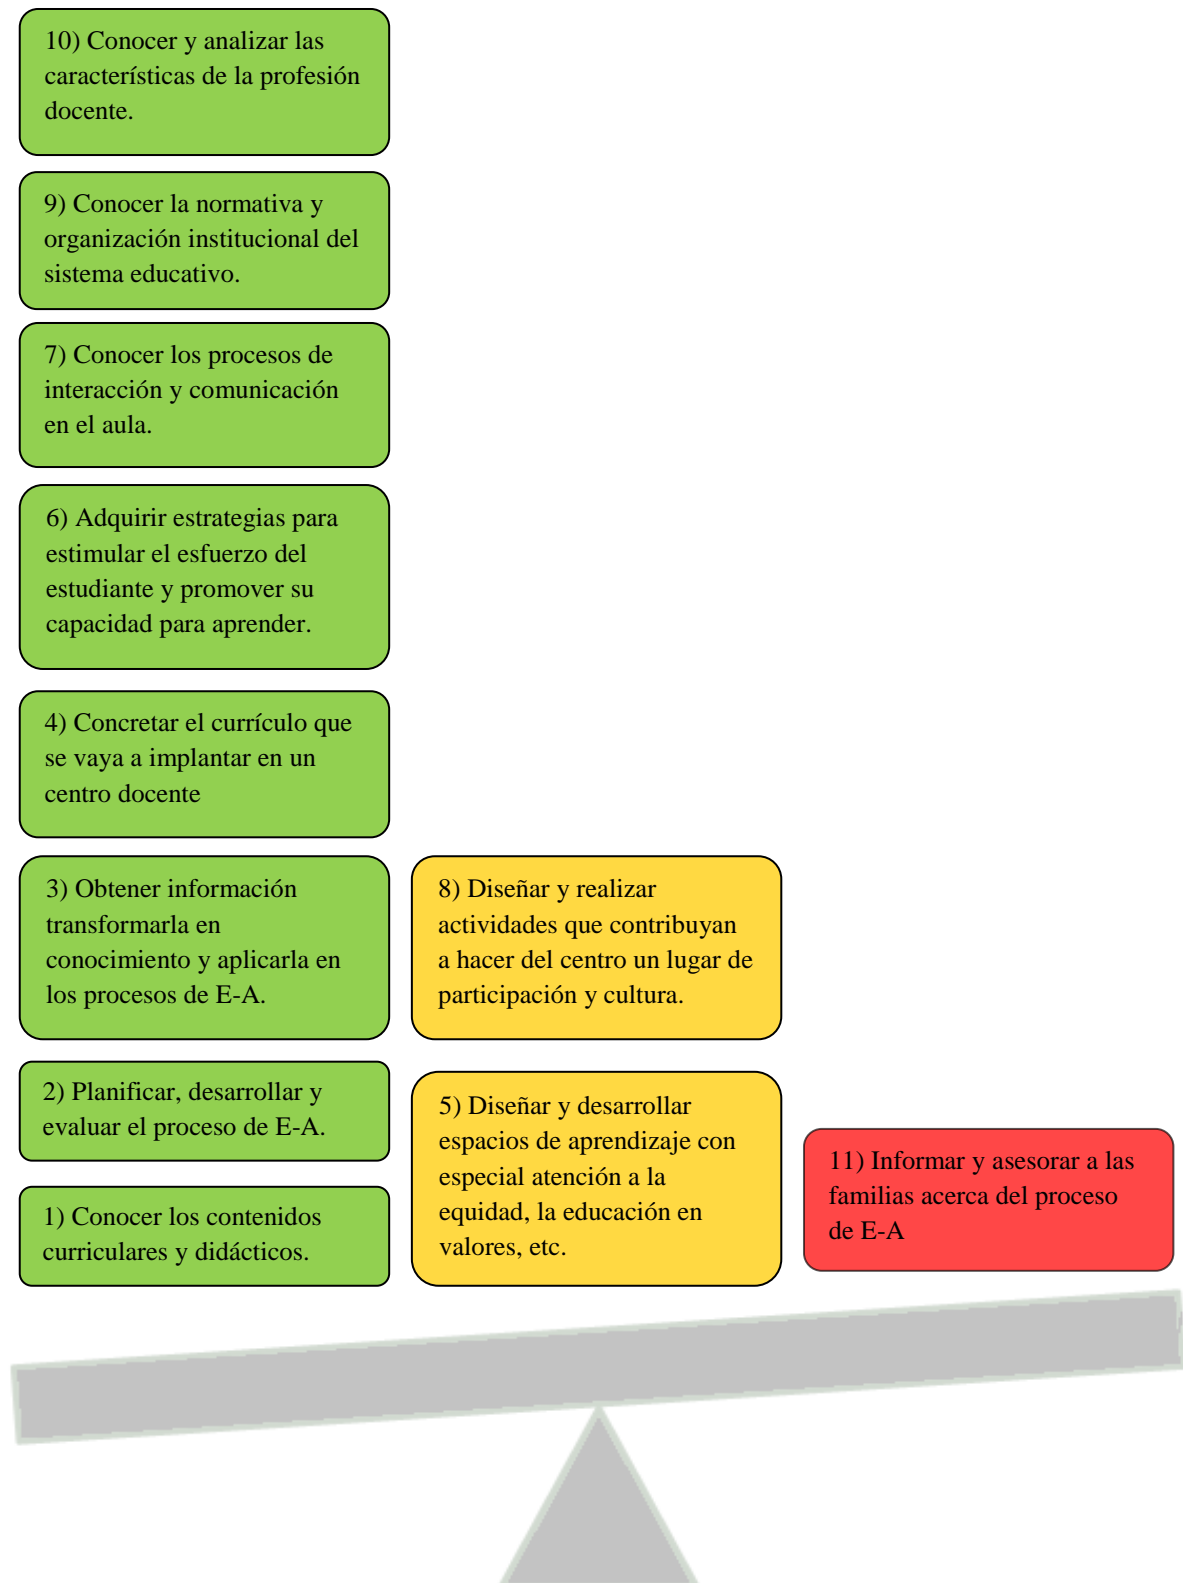 10) Conocer y analizar las
características de la profesión
docente.
9) Conocer la normativa y
organización institucional del
sistema educativo.
7) Conocer los procesos de
interacción y comunicación
en el aula.
6) Adquirir estrategias para
estimular el esfuerzo del
estudiante y promover su
capacidad para aprender.
4) Concretar el currículo que
se vaya a implantar en un
centro docente
3) Obtener información
transformarla en
conocimiento y aplicarla en
los procesos de E-A.
2) Planificar, desarrollar y
evaluar el proceso de E-A.
1) Conocer los contenidos
curriculares y didácticos.
8) Diseñar y realizar
actividades que contribuyan
a hacer del centro un lugar de
participación y cultura.
5) Diseñar y desarrollar
espacios de aprendizaje con
especial atención a la
equidad, la educación en
valores, etc.
11) Informar y asesorar a las
familias acerca del proceso
de E-A